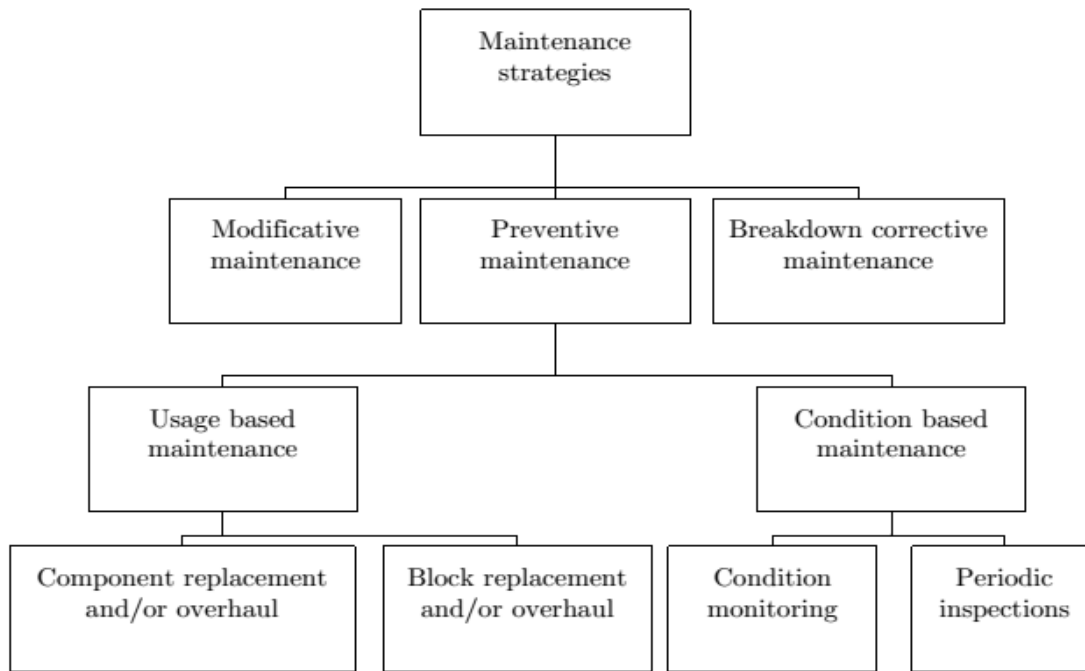 Maintenance
strategies
Modificative
maintenance
Preventive
maintenance
Breakdown corrective
maintenance
Usage based
maintenance
Condition based
maintenance
Component replacement
and/or overhaul
Block replacement
and/or overhaul
Condition
monitoring
Periodic
inspections